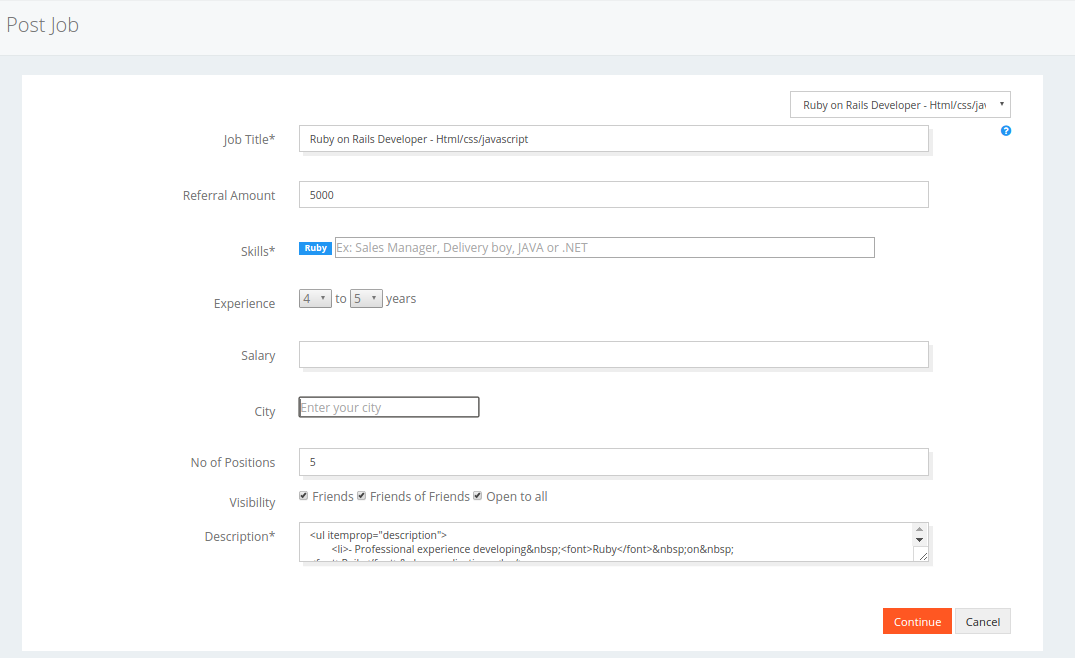 Post Job
Ruby on Rails Developer - Html/css/jav
Job Title* Ruby on Rails Developer - Html/css/javascript ?
Referral Amount 5000
Skills* Ruby Ex: Sales Manager, Delivery boy, JAVA or .NET
Experience 4 to 5 years
Salary
City Enter your city
No of Positions 5
Visibility Friends Friends of Friends Open to all
Description* <ul itemprop="description">
<li>- Professional experience developing&nbsp;<font>Ruby</font>&nbsp;on&nbsp;
Continue Cancel